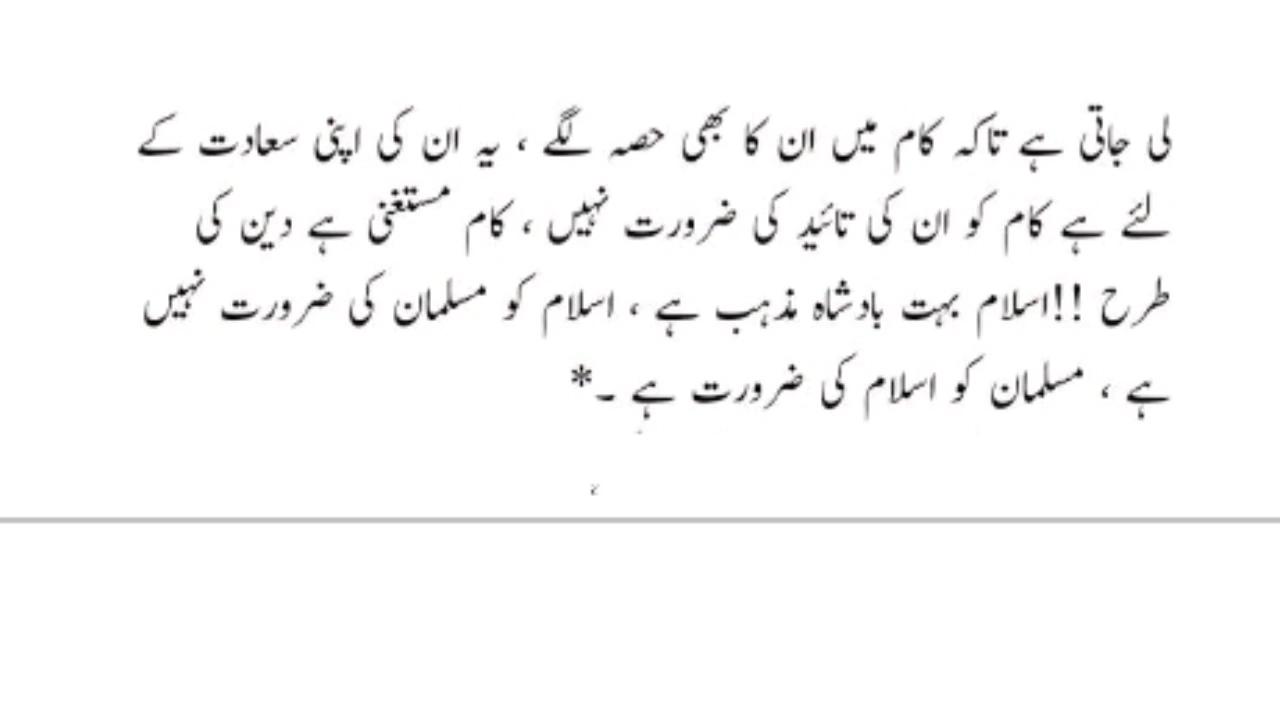 لی جاتی ہے تاکہ کام میں ان کا بھی حصہ لگے ، یہ ان کی اپنی سعادت کے
لئے ہے کام کو ان کی تائید کی ضرورت نہیں ، کام مستغنی ہے دین کی
طرح !!اسلام بہت بادشاہ مذہب ہے ، اسلام کو مسلمان کی ضرورت نہیں
ہے ، مسلمان کو اسلام کی ضرورت ہے ۔*